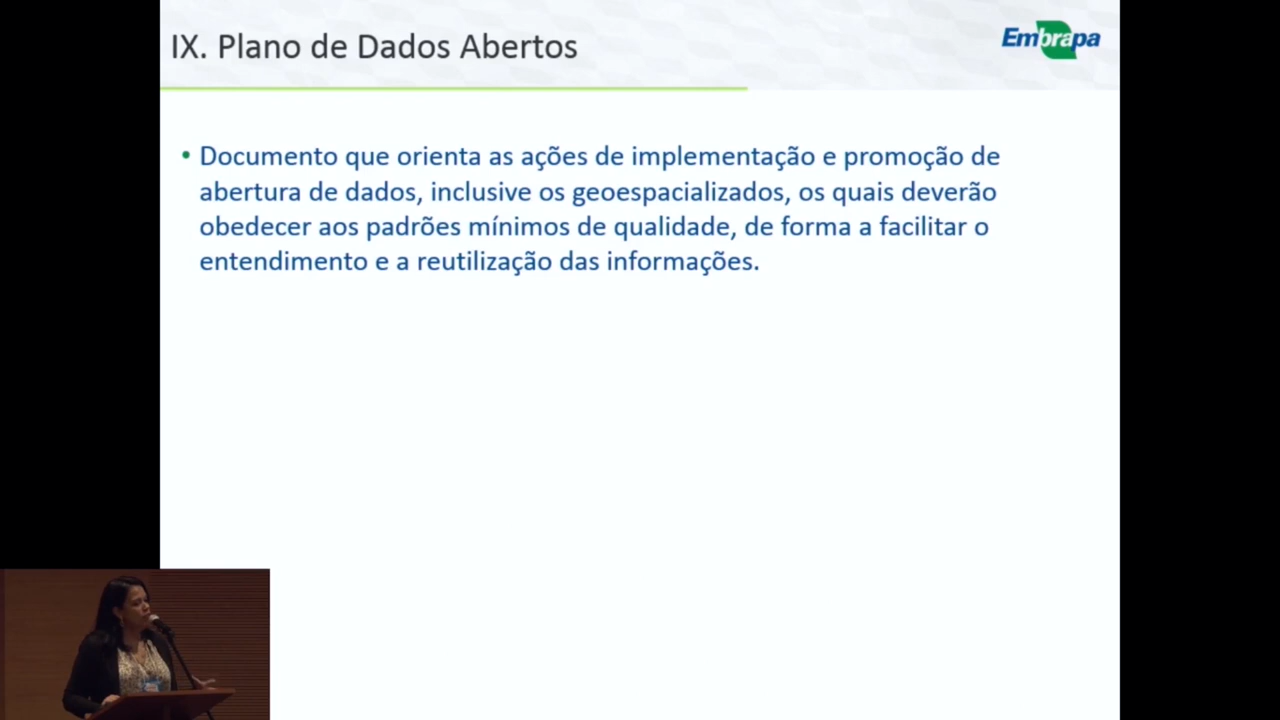 IX. Plano de Dados Abertos
Embrapa
• Documento que orienta as ações de implementação e promoção de
abertura de dados, inclusive os geoespacializados, os quais deverão
obedecer aos padrões mínimos de qualidade, de forma a facilitar o
entendimento e a reutilização das informações.